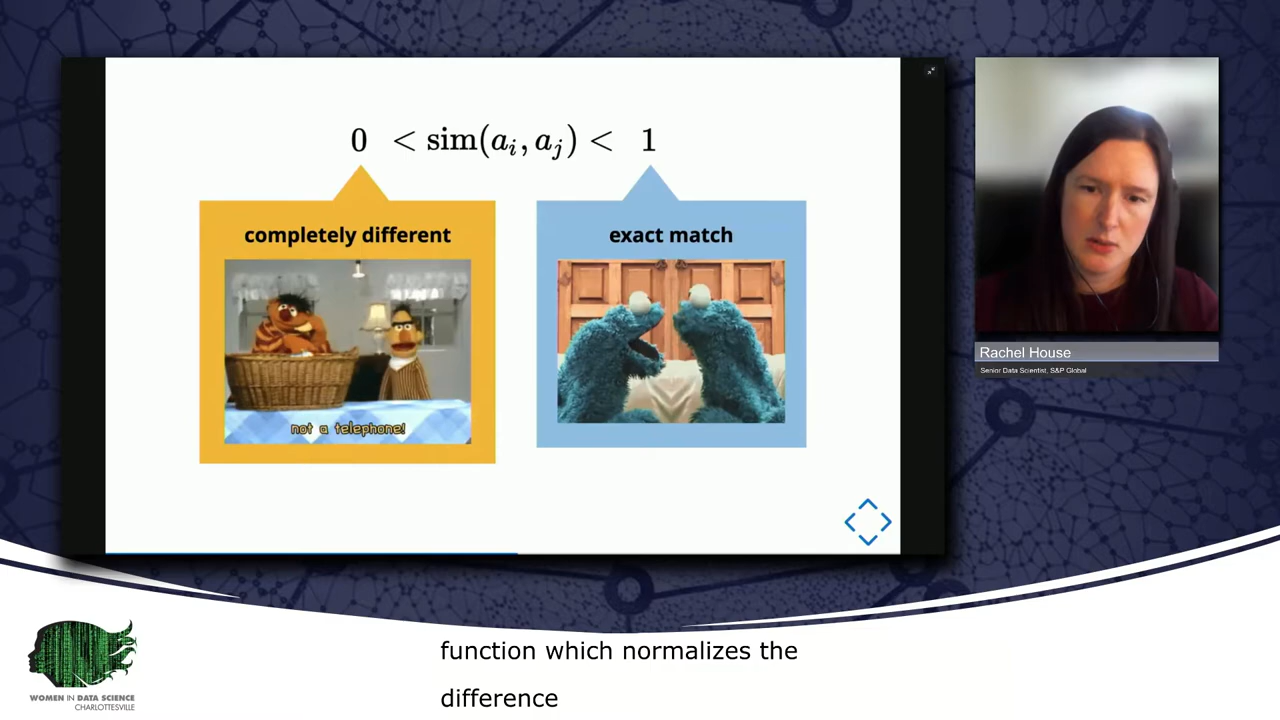 0 < sim(aᵢ, aⱼ) < 1
completely different
exact match
not a telephone!
Rachel House
Senior Data Scientist, S&P Global
function which normalizes the
difference
WOMEN IN DATA SCIENCE
CHARLOTTESVILLE